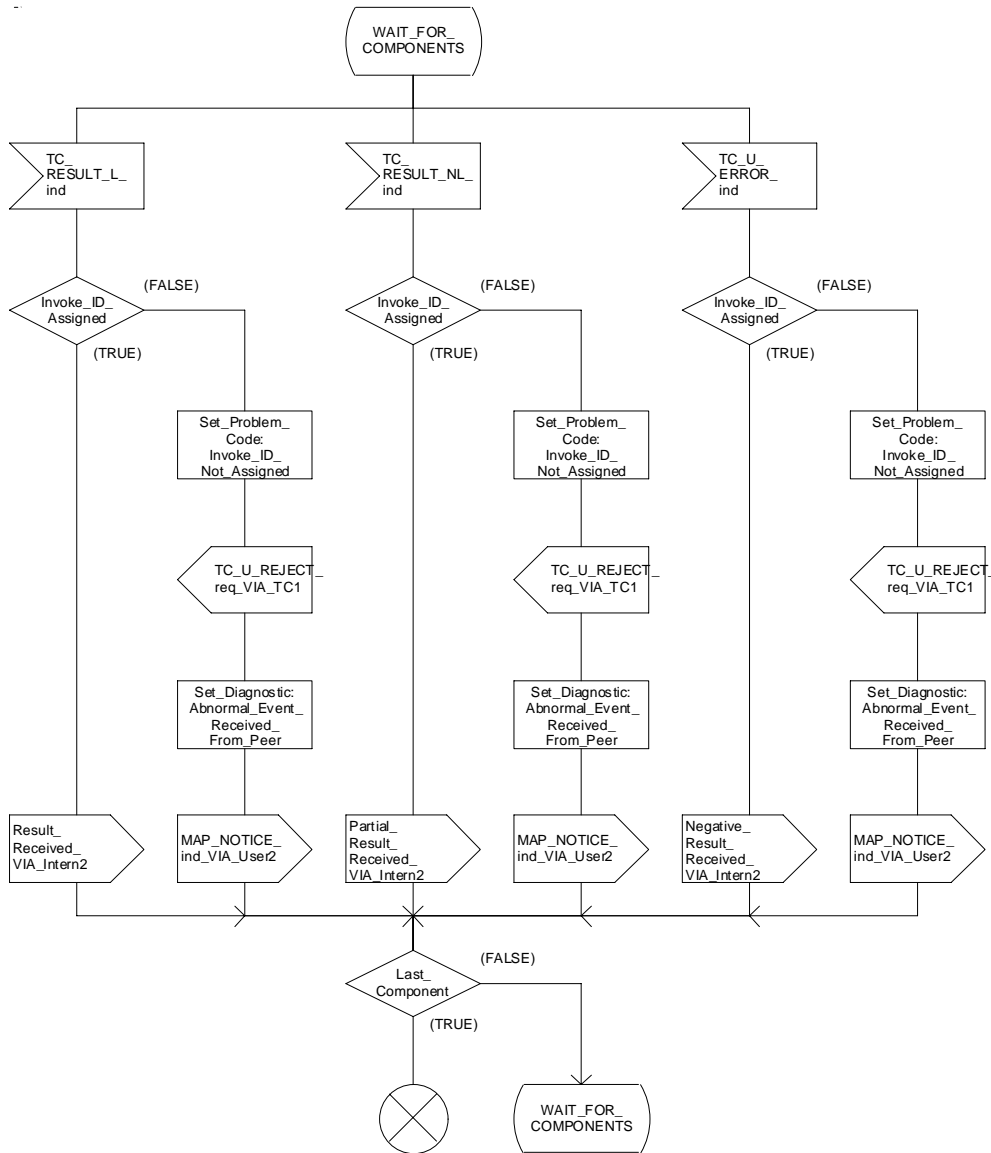 WAIT_FOR_
COMPONENTS
TC_
RESULT_L_
ind
TC_
RESULT_NL_
ind
TC_U_
ERROR_
ind
Invoke_ID_
Assigned
(FALSE)
(TRUE)
Invoke_ID_
Assigned
(FALSE)
(TRUE)
Invoke_ID_
Assigned
(FALSE)
(TRUE)
Set_Problem_
Code:
Invoke_ID_
Not_Assigned
Set_Problem_
Code:
Invoke_ID_
Not_Assigned
Set_Problem_
Code:
Invoke_ID_
Not_Assigned
TC_U_REJECT_
req_VIA_TC1
TC_U_REJECT_
req_VIA_TC1
TC_U_REJECT_
req_VIA_TC1
Set_Diagnostic:
Abnormal_Event_
Received_
From_Peer
Set_Diagnostic:
Abnormal_Event_
Received_
From_Peer
Set_Diagnostic:
Abnormal_Event_
Received_
From_Peer
Result_
Received_
VIA_Intern2
MAP_NOTICE_
ind_VIA_User2
Partial_
Result_
Received_
VIA_Intern2
MAP_NOTICE_
ind_VIA_User2
Negative_
Result_
Received_
VIA_Intern2
MAP_NOTICE_
ind_VIA_User2
Last_
Component
(FALSE)
(TRUE)
WAIT_FOR_
COMPONENTS